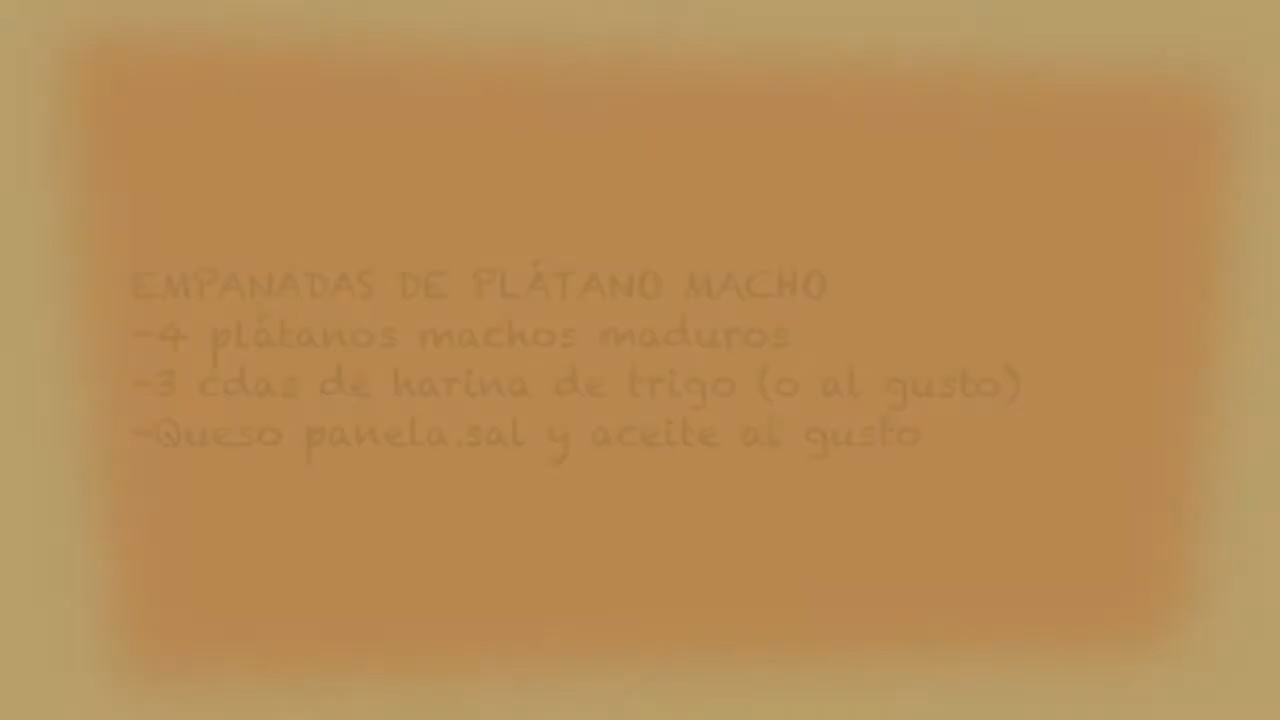 EMPANADAS DE PLÁTANO MACHO
-4 plátanos machos maduros
-3 cdas de harina de trigo (o al gusto)
-Queso panela.sal y aceite al gusto